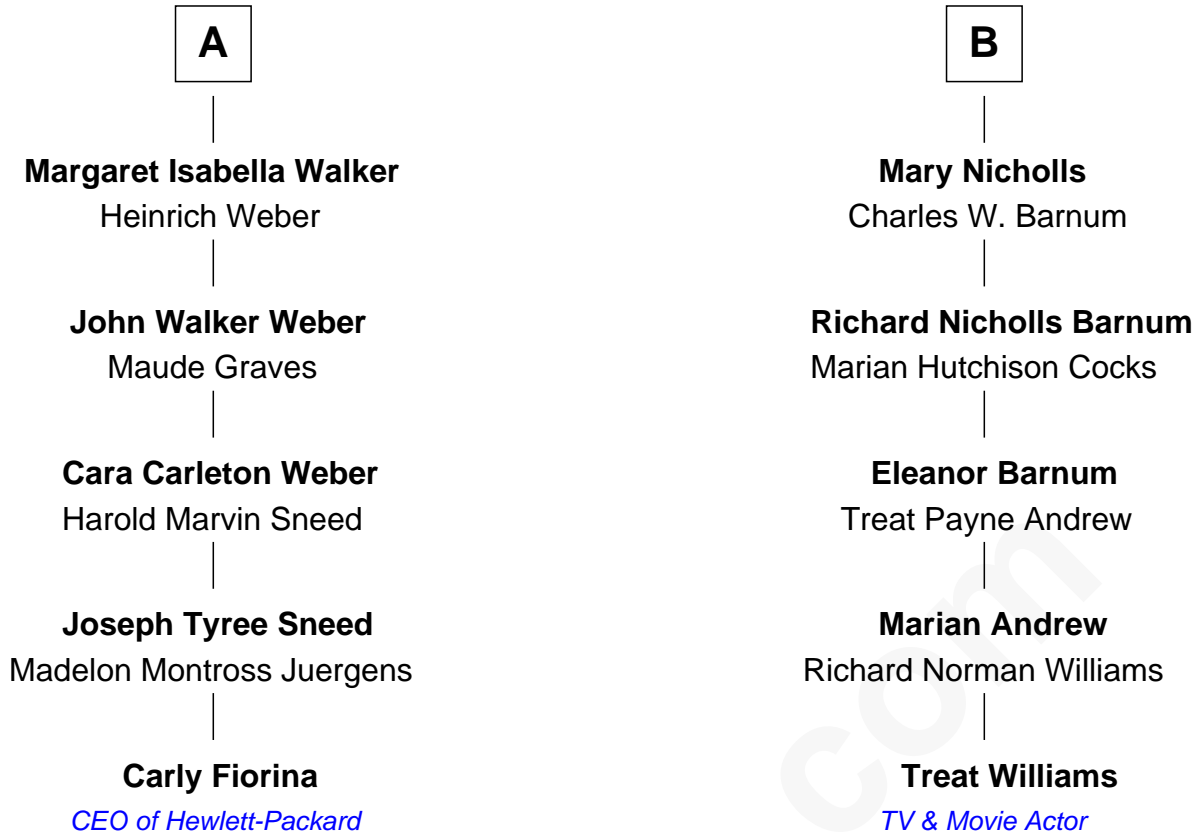 A
Margaret Isabella Walker
Heinrich Weber
John Walker Weber
Maude Graves
Cara Carleton Weber
Harold Marvin Sneed
Joseph Tyree Sneed
Madelon Montross Juergens
Carly Fiorina
CEO of Hewlett-Packard
B
Mary Nicholls
Charles W. Barnum
Richard Nicholls Barnum
Marian Hutchison Cocks
Eleanor Barnum
Treat Payne Andrew
Marian Andrew
Richard Norman Williams
Treat Williams
TV & Movie Actor
com